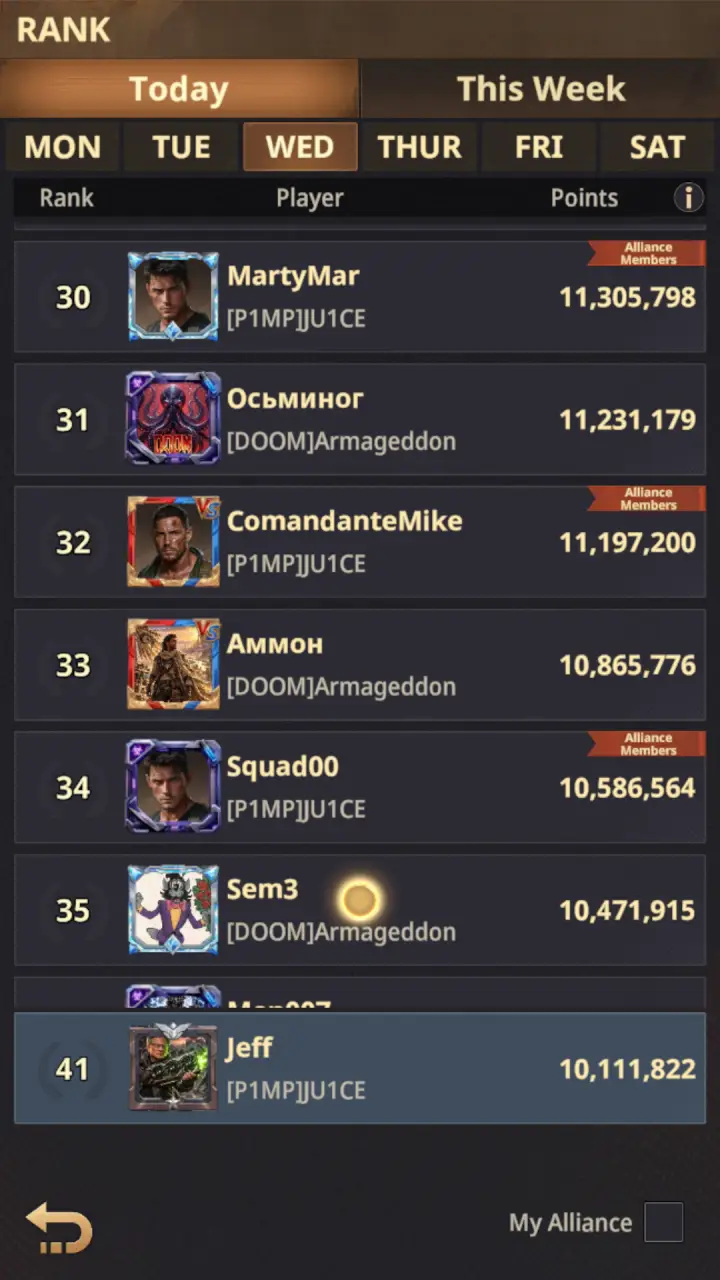 RANK
Today
This Week
MON
TUE
WED
THUR
FRI
SAT
Rank
Player
Points
30
MartyMar
[P1MP]JU1CE
Alliance
Members
11,305,798
31
Осьминог
[DOOM]Armageddon
11,231,179
DOOM
32
ComandanteMike
[P1MP]JU1CE
Alliance
Members
11,197,200
VS
33
Аммон
[DOOM]Armageddon
10,865,776
VS
34
Squad00
[P1MP]JU1CE
Alliance
Members
10,586,564
35
Sem3
[DOOM]Armageddon
10,471,915
41
Jeff
[P1MP]JU1CE
10,111,822
My Alliance